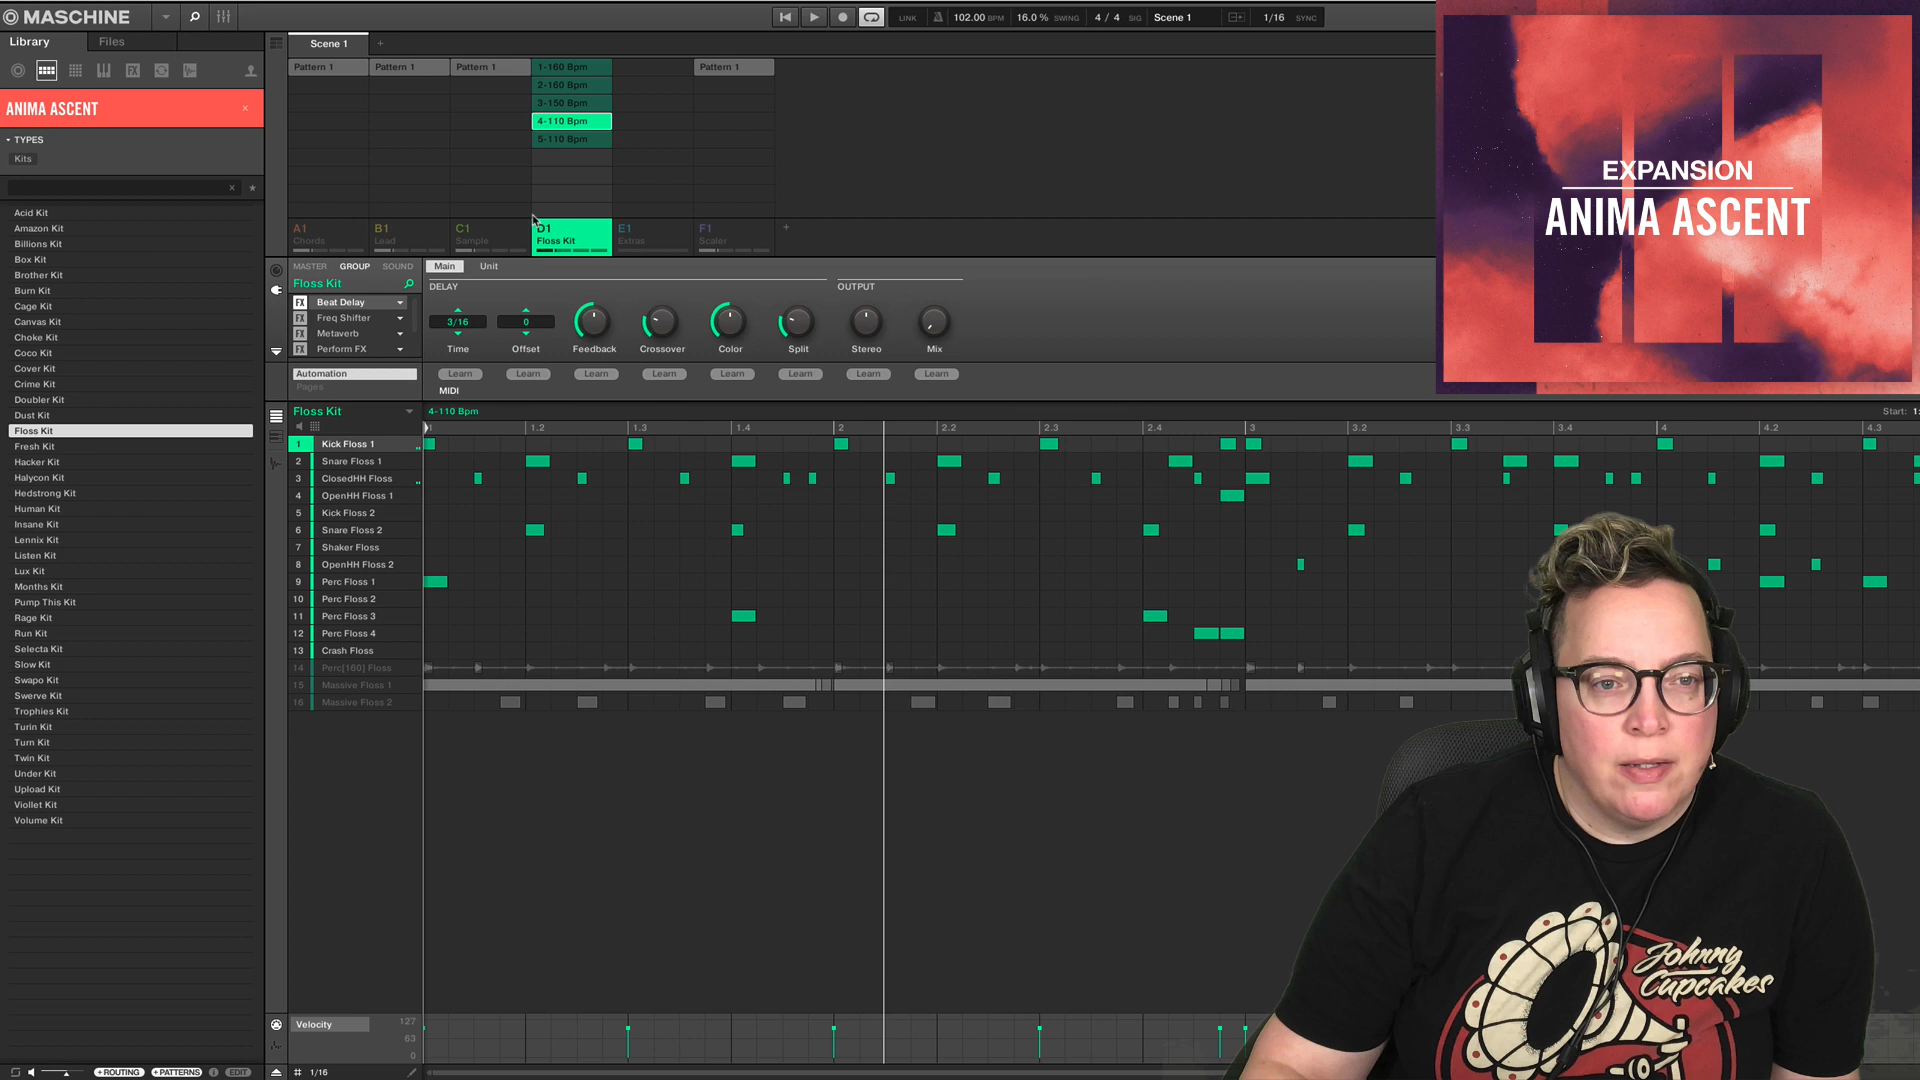 MASCHINE
LINK 102.00 BPM 16.0 % SWING 4 / 4 SIG Scene 1 1/16 SYNC
Library Files
Scene 1 +
ANIMA ASCENT ×
TYPES
Kits
Pattern 1 Pattern 1 Pattern 1 1-160 Bpm Pattern 1
2-160 Bpm
3-150 Bpm
4-110 Bpm
5-110 Bpm
A1 B1 C1 D1 E1 F1 +
Chords Lead Sample Floss Kit Extras Scaler
EXPANSION
ANIMA ASCENT
Acid Kit
Amazon Kit
Billions Kit
Box Kit
Brother Kit
Burn Kit
Cage Kit
Canvas Kit
Choke Kit
Coco Kit
Cover Kit
Crime Kit
Doubler Kit
Dust Kit
Floss Kit
Fresh Kit
Hacker Kit
Halycon Kit
Hedstrong Kit
Human Kit
Insane Kit
Lennix Kit
Listen Kit
Lux Kit
Months Kit
Pump This Kit
Rage Kit
Run Kit
Selecta Kit
Slow Kit
Swapo Kit
Swerve Kit
Trophies Kit
Turin Kit
Turn Kit
Twin Kit
Under Kit
Upload Kit
Viollet Kit
Volume Kit
MASTER GROUP SOUND Main Unit
Floss Kit
FX Beat Delay
FX Freq Shifter
FX Metaverb
FX Perform FX
DELAY OUTPUT
3/16 0
Time Offset Feedback Crossover Color Split Stereo Mix
Automation Learn Learn Learn Learn Learn Learn Learn Learn
Pages MIDI
Floss Kit 4-110 Bpm Start:
1 1.2 1.3 1.4 2 2.2 2.3 2.4 3 3.2 3.3 3.4 4 4.2 4.3
1 Kick Floss 1
2 Snare Floss 1
3 ClosedHH Floss
4 OpenHH Floss 1
5 Kick Floss 2
6 Snare Floss 2
7 Shaker Floss
8 OpenHH Floss 2
9 Perc Floss 1
10 Perc Floss 2
11 Perc Floss 3
12 Perc Floss 4
13 Crash Floss
14 Perc[160] Floss
15 Massive Floss 1
16 Massive Floss 2
Johnny
Cupcakes
Velocity 127
63
0
+ROUTING +PATTERNS EDIT 1/16